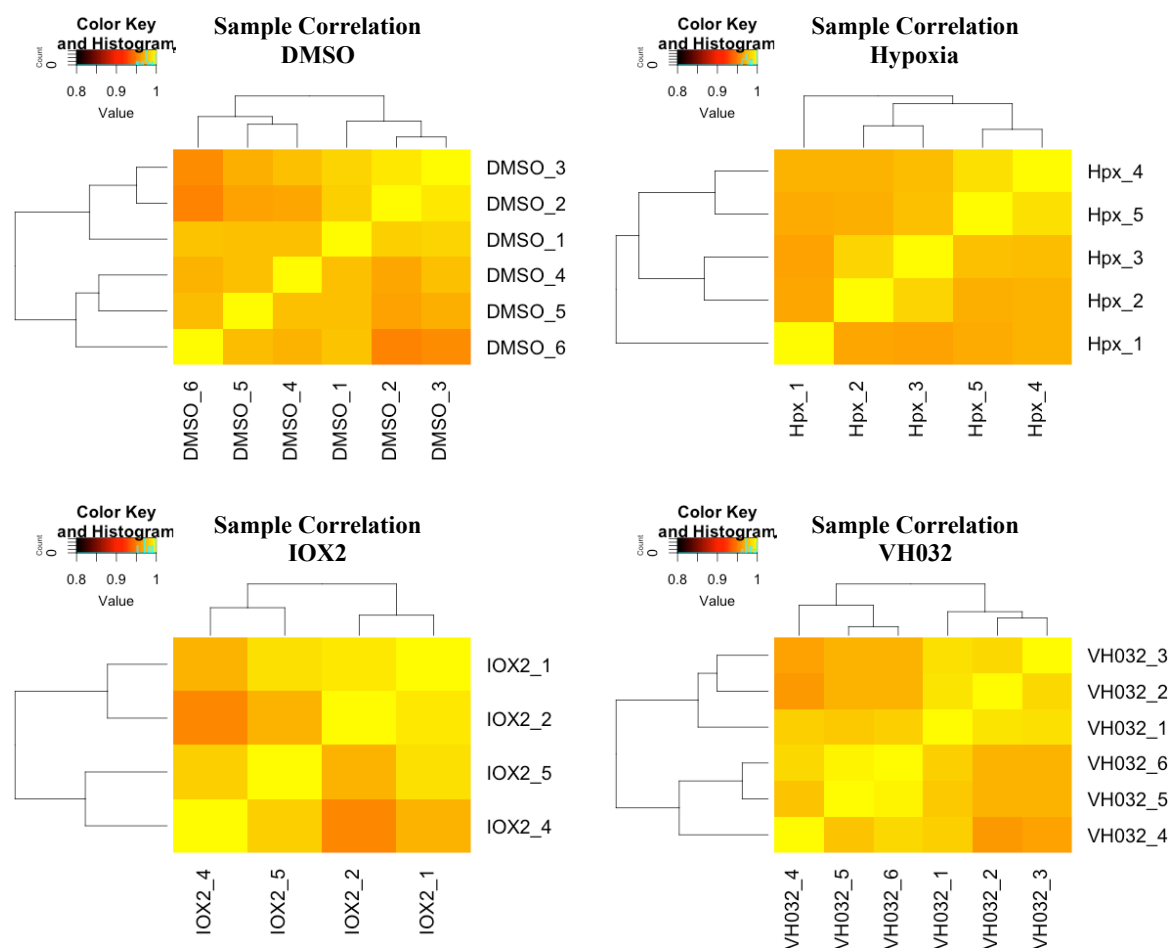 Color Key
and Histogram
Count
0
0.8 0.9 1
Value
Sample Correlation
DMSO
DMSO_3
DMSO_2
DMSO_1
DMSO_4
DMSO_5
DMSO_6
DMSO_6 DMSO_5 DMSO_4 DMSO_1 DMSO_2 DMSO_3
Color Key
and Histogram
Count
0
0.8 0.9 1
Value
Sample Correlation
Hypoxia
Hpx_4
Hpx_5
Hpx_3
Hpx_2
Hpx_1
Hpx_1 Hpx_2 Hpx_3 Hpx_5 Hpx_4
Color Key
and Histogram
Count
0
0.8 0.9 1
Value
Sample Correlation
IOX2
IOX2_1
IOX2_2
IOX2_5
IOX2_4
IOX2_4 IOX2_5 IOX2_2 IOX2_1
Color Key
and Histogram
Count
0
0.8 0.9 1
Value
Sample Correlation
VH032
VH032_3
VH032_2
VH032_1
VH032_6
VH032_5
VH032_4
VH032_4 VH032_5 VH032_6 VH032_1 VH032_2 VH032_3